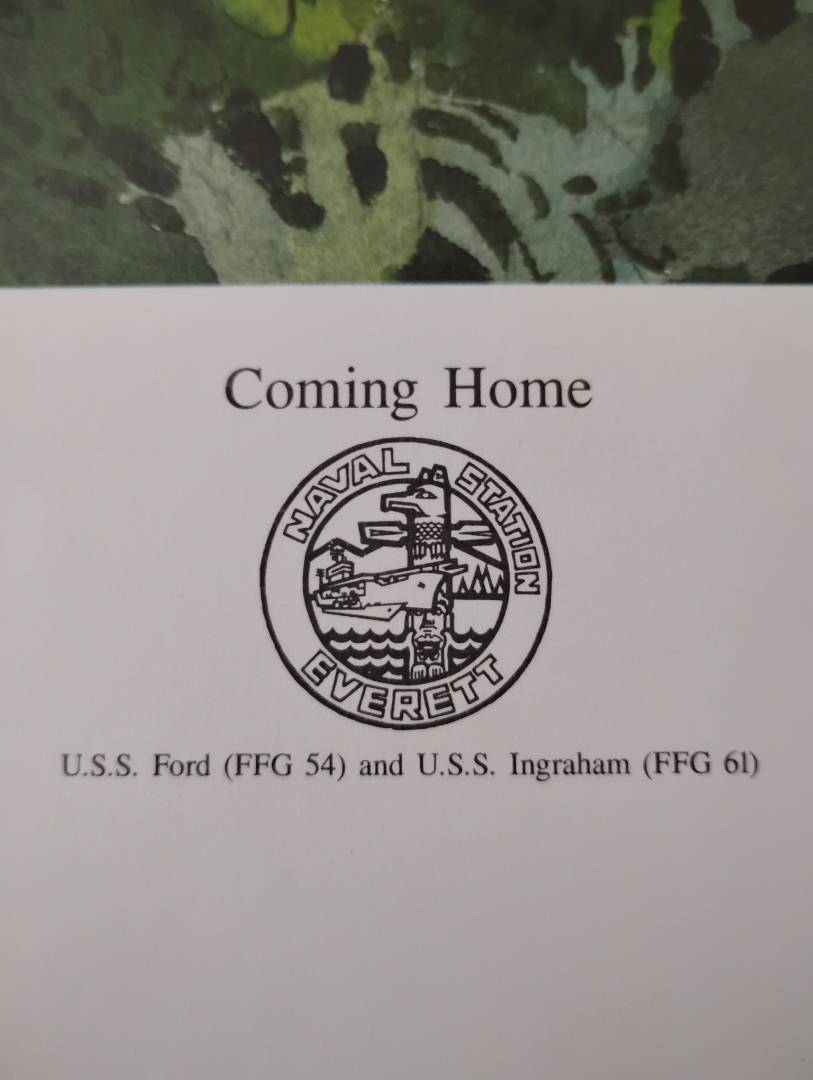 Coming Home
NAVAL STATION
EVERETT
U.S.S. Ford (FFG 54) and U.S.S. Ingraham (FFG 61)